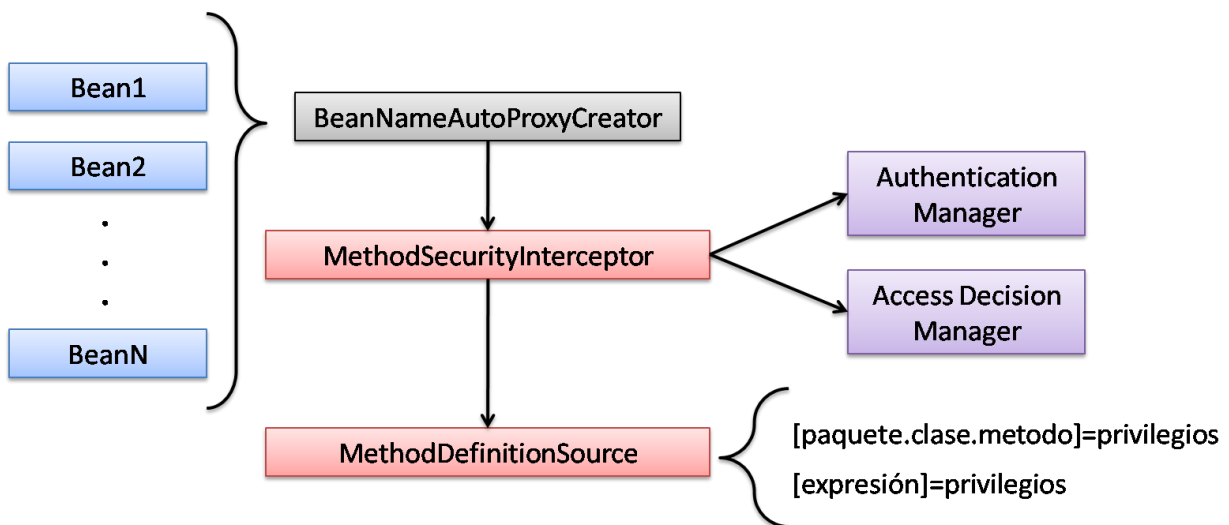 Bean1
Bean2
.
.
.
BeanN
BeanNameAutoProxyCreator
MethodSecurityInterceptor
MethodDefinitionSource
Authentication
Manager
Access Decision
Manager
[paquete.clase.metodo]=privilegios
[expresión]=privilegios